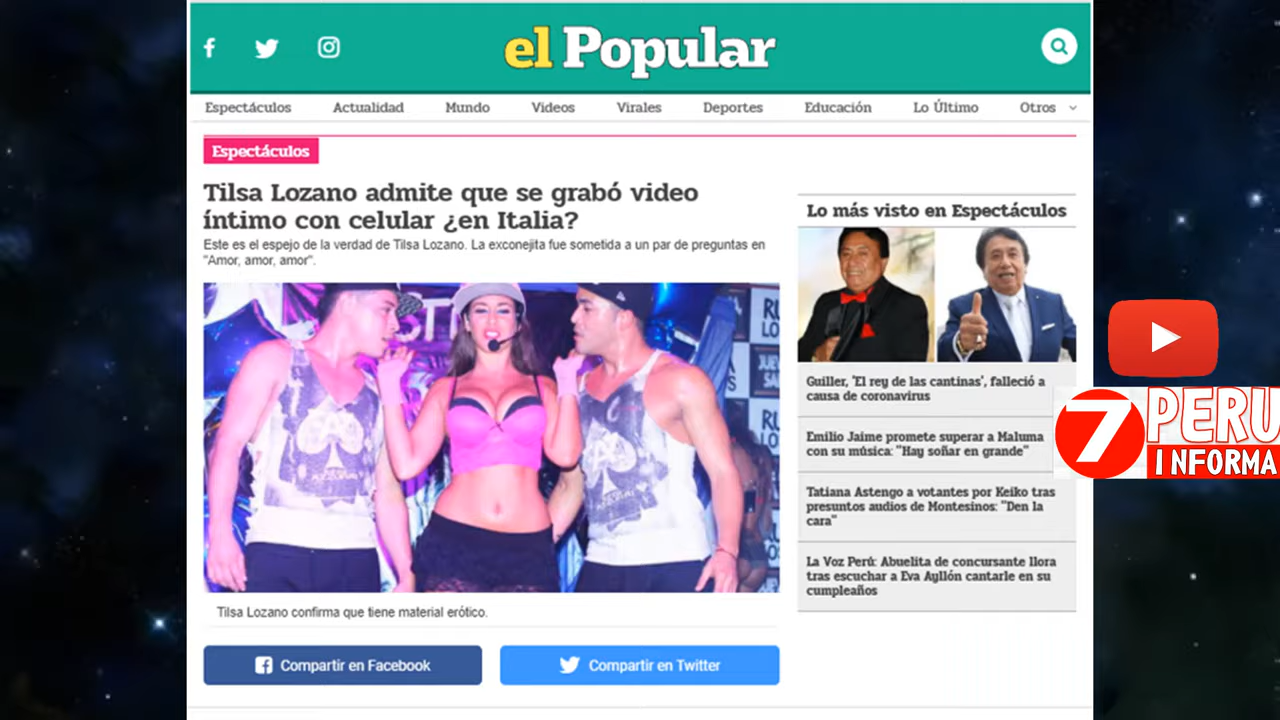 el Popular
Espectáculos Actualidad Mundo Videos Virales Deportes Educación Lo Último Otros
Espectáculos
Tilsa Lozano admite que se grabó video
íntimo con celular ¿en Italia?
Este es el espejo de la verdad de Tilsa Lozano. La exconejita fue sometida a un par de preguntas en
"Amor, amor, amor".
Tilsa Lozano confirma que tiene material erótico.
Compartir en Facebook
Compartir en Twitter
Lo más visto en Espectáculos
Guiller, 'El rey de las cantinas', falleció a
causa de coronavirus
Emilio Jaime promete superar a Maluma
con su música: "Hay soñar en grande"
Tatiana Astengo a votantes por Keiko tras
presuntos audios de Montesinos: "Den la
cara"
La Voz Perú: Abuelita de concursante llora
tras escuchar a Eva Ayllón cantarle en su
cumpleaños
7 PERU
INFORMA